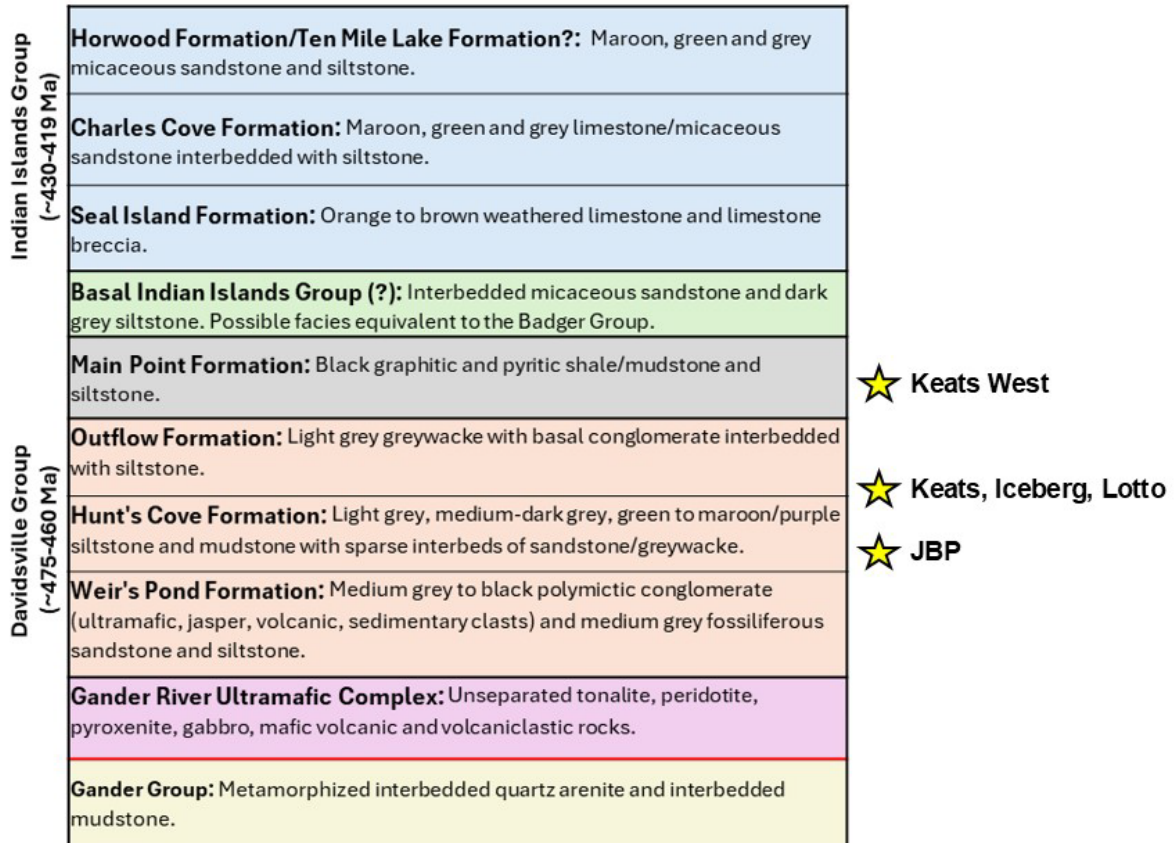 Indian Islands Group
(~430-419 Ma)
Horwood Formation/Ten Mile Lake Formation?: Maroon, green and grey
micaceous sandstone and siltstone.
Charles Cove Formation: Maroon, green and grey limestone/micaceous
sandstone interbedded with siltstone.
Seal Island Formation: Orange to brown weathered limestone and limestone
breccia.
Basal Indian Islands Group (?): Interbedded micaceous sandstone and dark
grey siltstone. Possible facies equivalent to the Badger Group.
Main Point Formation: Black graphitic and pyritic shale/mudstone and
siltstone.
Keats West
Davidsville Group
(~475-460 Ma)
Outflow Formation: Light grey greywacke with basal conglomerate interbedded
with siltstone.
Keats, Iceberg, Lotto
Hunt's Cove Formation: Light grey, medium-dark grey, green to maroon/purple
siltstone and mudstone with sparse interbeds of sandstone/greywacke.
JBP
Weir's Pond Formation: Medium grey to black polymictic conglomerate
(ultramafic, jasper, volcanic, sedimentary clasts) and medium grey fossiliferous
sandstone and siltstone.
Gander River Ultramafic Complex: Unseparated tonalite, peridotite,
pyroxenite, gabbro, mafic volcanic and volcaniclastic rocks.
Gander Group: Metamorphized interbedded quartz arenite and interbedded
mudstone.